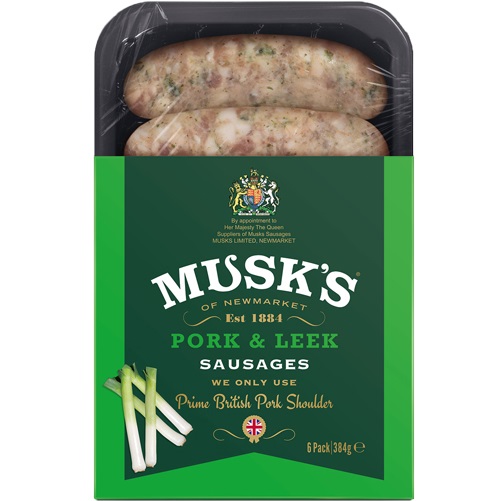 By appointment to
Her Majesty The Queen
Suppliers of Musks Sausages
MUSKS LIMITED, NEWMARKET
MUSK'S®
OF NEWMARKET
Est 1884
PORK & LEEK
SAUSAGES
WE ONLY USE
Prime British Pork Shoulder
6 Pack|384g ℮